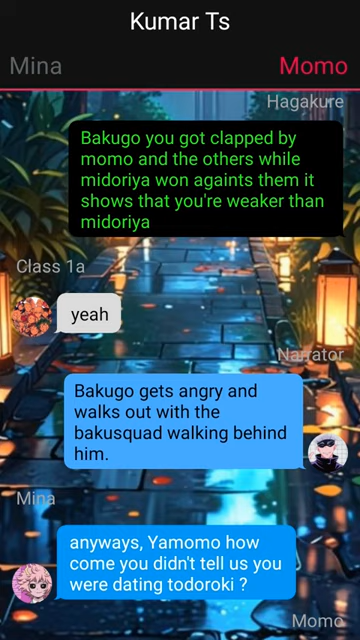 Kumar Ts
Mina
Momo
Hagakure
Bakugo you got clapped by
momo and the others while
midoriya won againts them it
shows that you're weaker than
midoriya
Class 1a
yeah
Narrator
Bakugo gets angry and
walks out with the
bakusquad walking behind
him.
Mina
anyways, Yamomo how
come you didn't tell us you
were dating todoroki ?
Momo